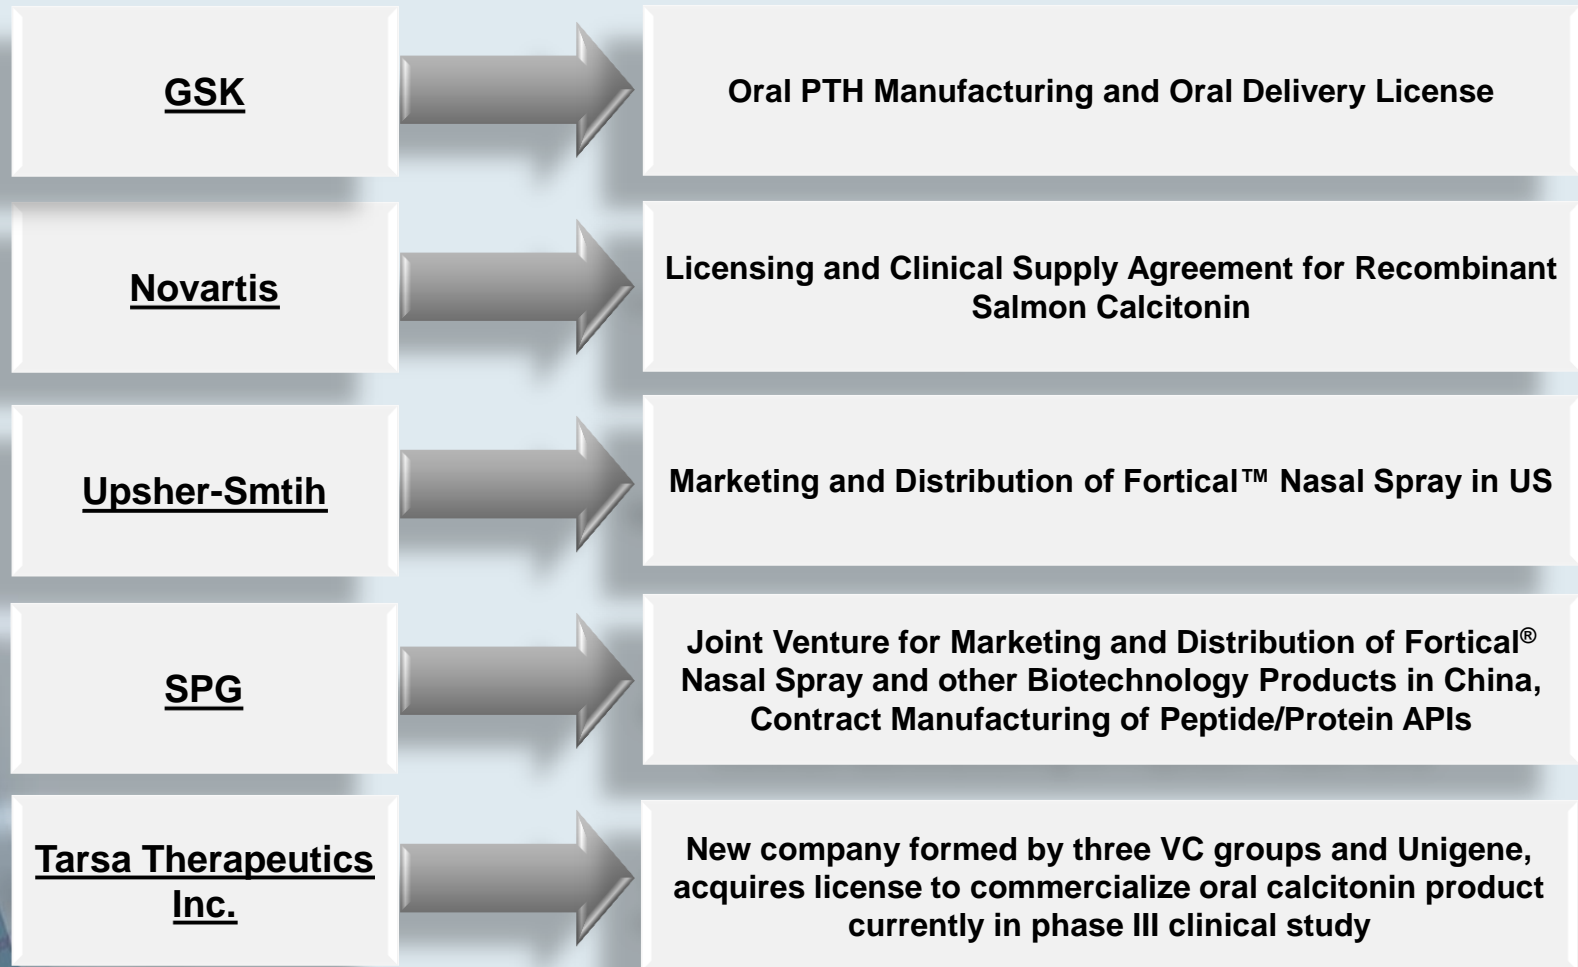 GSK
Oral PTH Manufacturing and Oral Delivery License
Novartis
Licensing and Clinical Supply Agreement for Recombinant
Salmon Calcitonin
Upsher-Smtih
Marketing and Distribution of Fortical™ Nasal Spray in US
SPG
Joint Venture for Marketing and Distribution of Fortical®
Nasal Spray and other Biotechnology Products in China,
Contract Manufacturing of Peptide/Protein APIs
Tarsa Therapeutics
Inc.
New company formed by three VC groups and Unigene,
acquires license to commercialize oral calcitonin product
currently in phase III clinical study